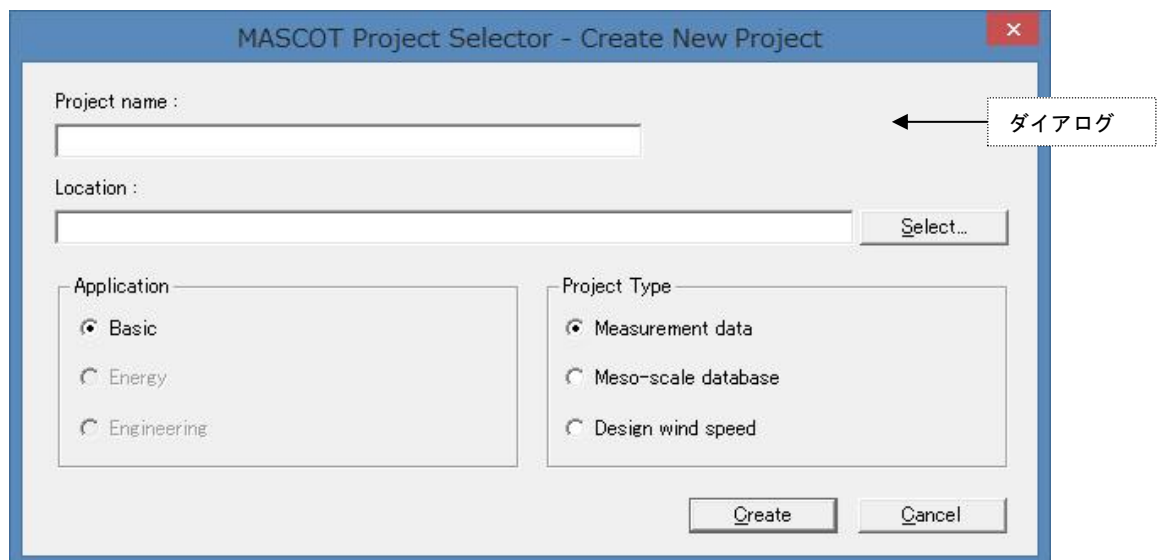 MASCOT Project Selector - Create New Project
Project name :
ダイアログ
Location :
Select...
Application
Basic
Energy
Engineering
Project Type
Measurement data
Meso-scale database
Design wind speed
Create
Cancel